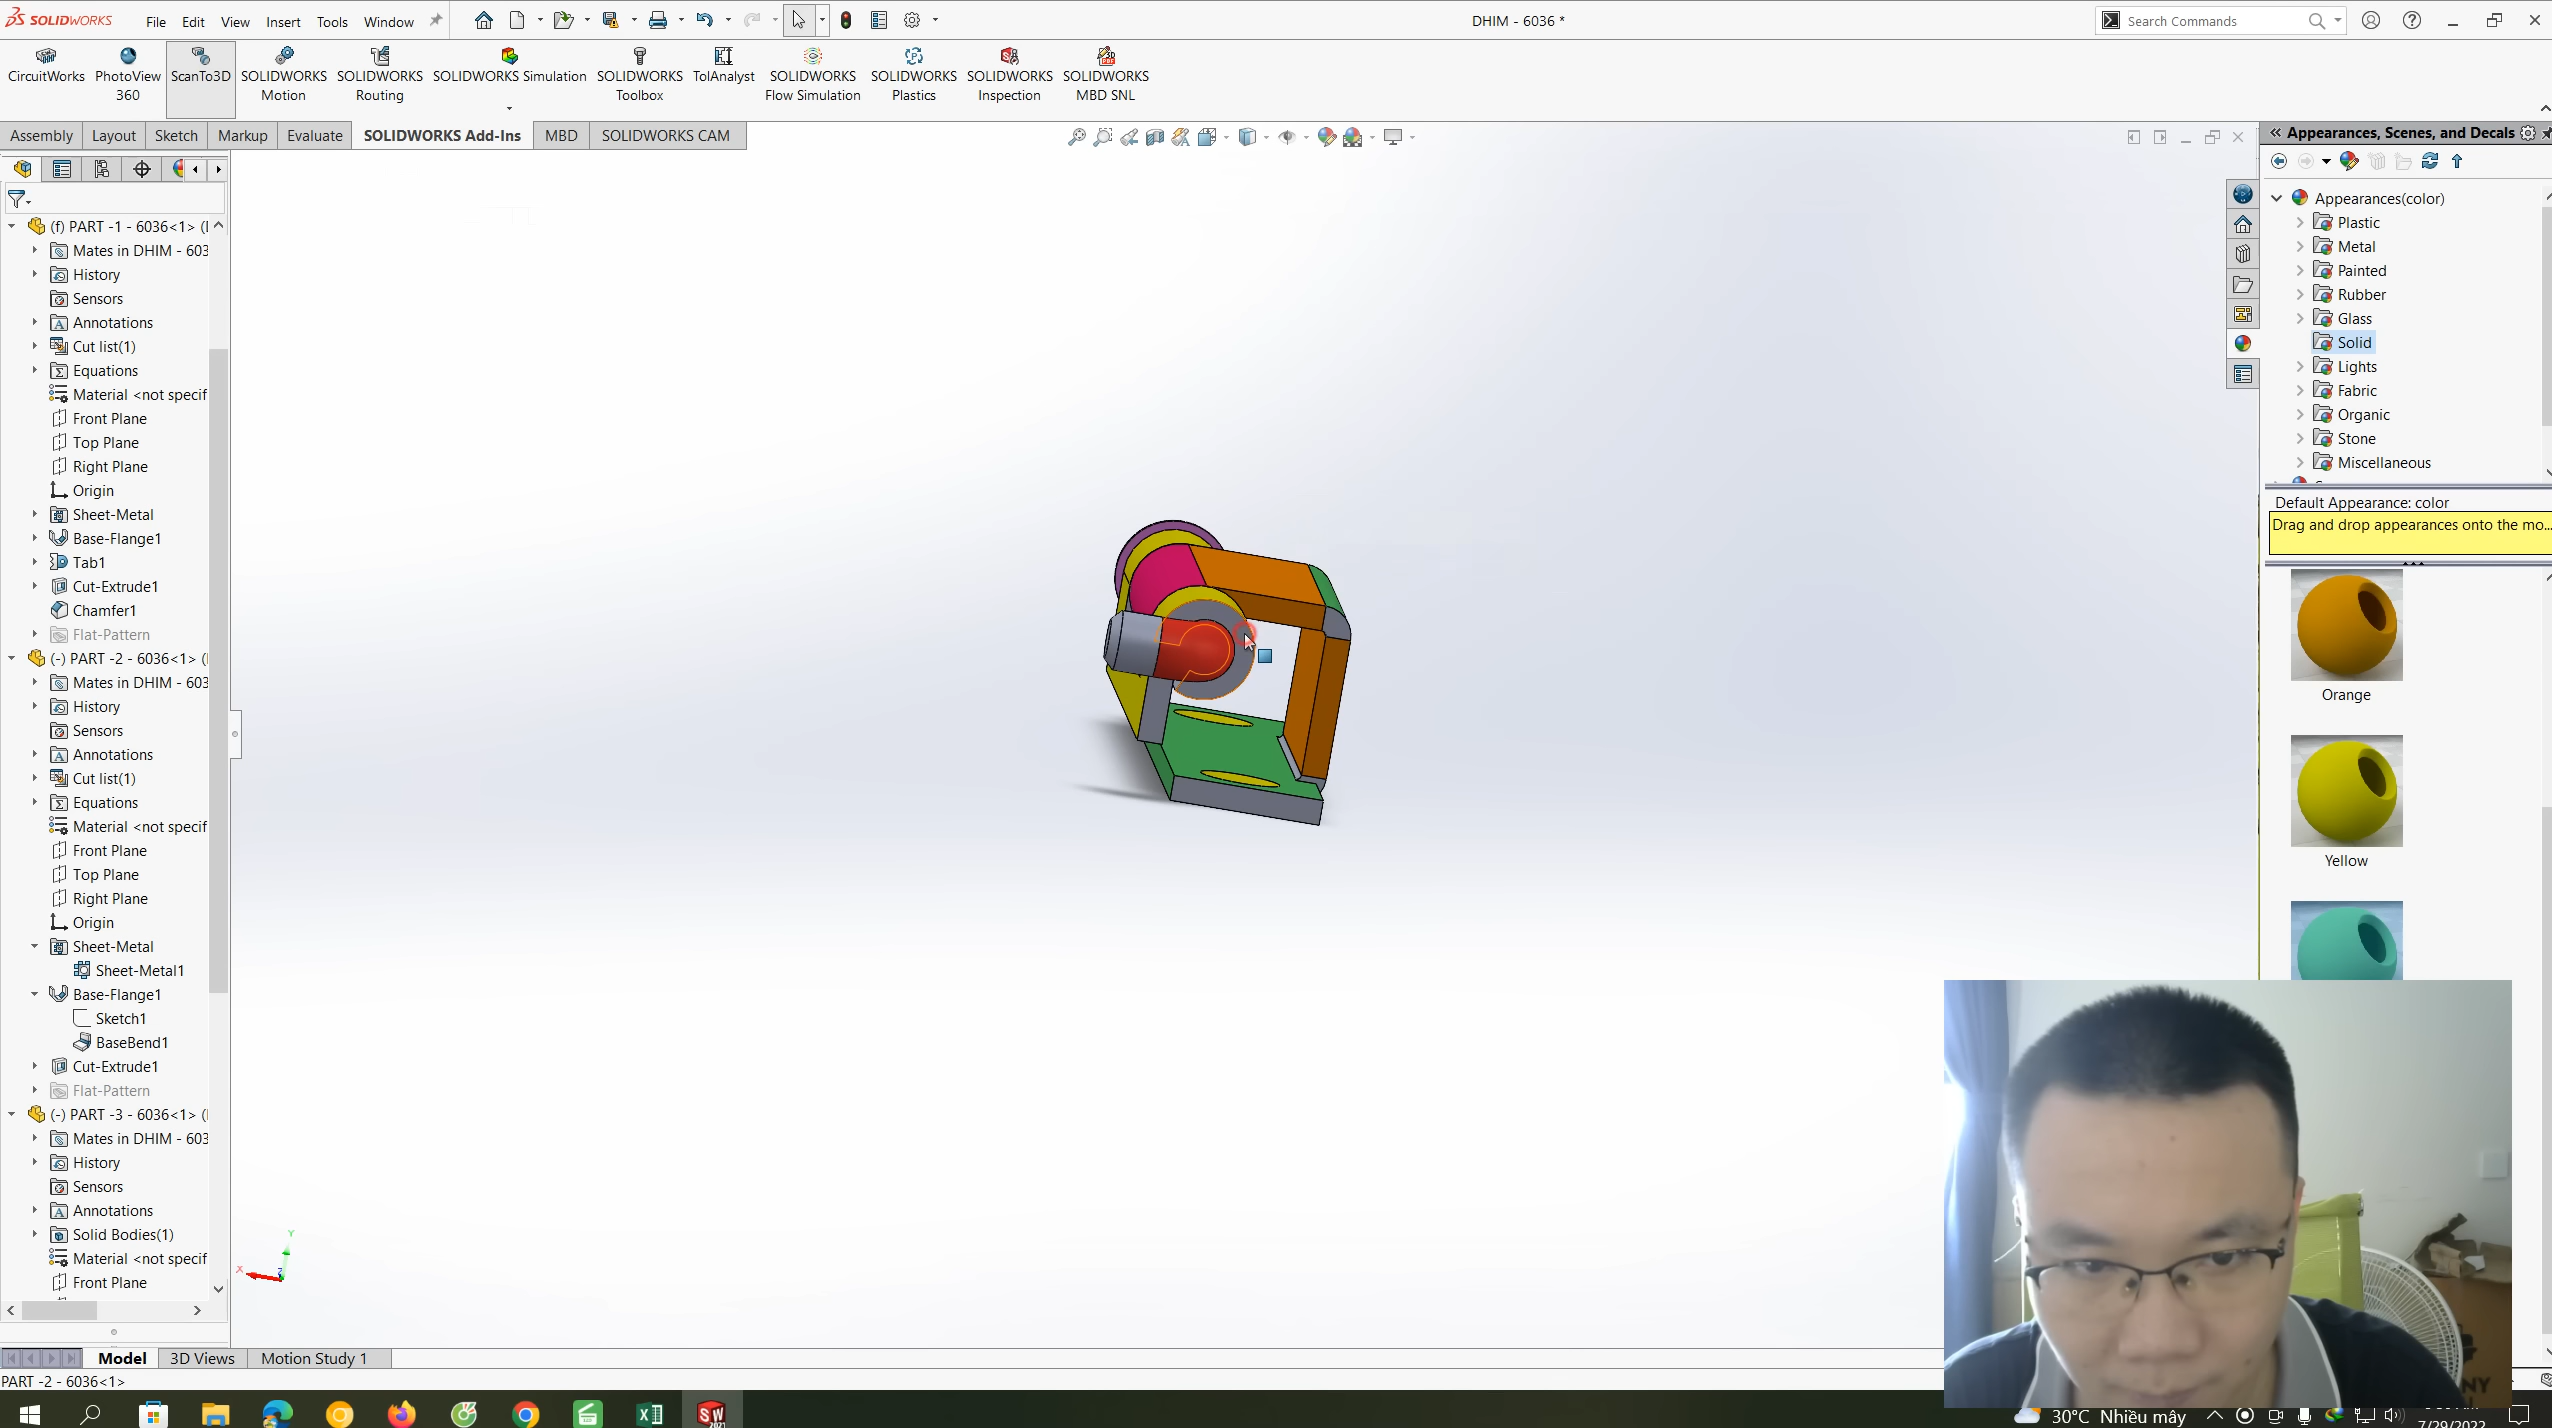 SOLIDWORKS File Edit View Insert Tools Window DHIM - 6036 * Search Commands
CircuitWorks PhotoView 360 ScanTo3D SOLIDWORKS Motion SOLIDWORKS Routing SOLIDWORKS Simulation SOLIDWORKS Toolbox TolAnalyst SOLIDWORKS Flow Simulation SOLIDWORKS Plastics SOLIDWORKS Inspection SOLIDWORKS MBD SNL
Assembly Layout Sketch Markup Evaluate SOLIDWORKS Add-Ins MBD SOLIDWORKS CAM
(f) PART -1 - 6036<1> (
Mates in DHIM - 603
History
Sensors
Annotations
Cut list(1)
Equations
Material <not specif
Front Plane
Top Plane
Right Plane
Origin
Sheet-Metal
Base-Flange1
Tab1
Cut-Extrude1
Chamfer1
Flat-Pattern
(-) PART -2 - 6036<1> (
Mates in DHIM - 603
History
Sensors
Annotations
Cut list(1)
Equations
Material <not specif
Front Plane
Top Plane
Right Plane
Origin
Sheet-Metal
Sheet-Metal1
Base-Flange1
Sketch1
BaseBend1
Cut-Extrude1
Flat-Pattern
(-) PART -3 - 6036<1> (
Mates in DHIM - 603
History
Sensors
Annotations
Solid Bodies(1)
Material <not specif
Front Plane
Y
X
Z
Appearances, Scenes, and Decals
Appearances(color)
Plastic
Metal
Painted
Rubber
Glass
Solid
Lights
Fabric
Organic
Stone
Miscellaneous
Default Appearance: color
Drag and drop appearances onto the mo...
Orange
Yellow
Model 3D Views Motion Study 1
PART -2 - 6036<1>
SW 2021
30°C Nhiều mây
7/29/2022